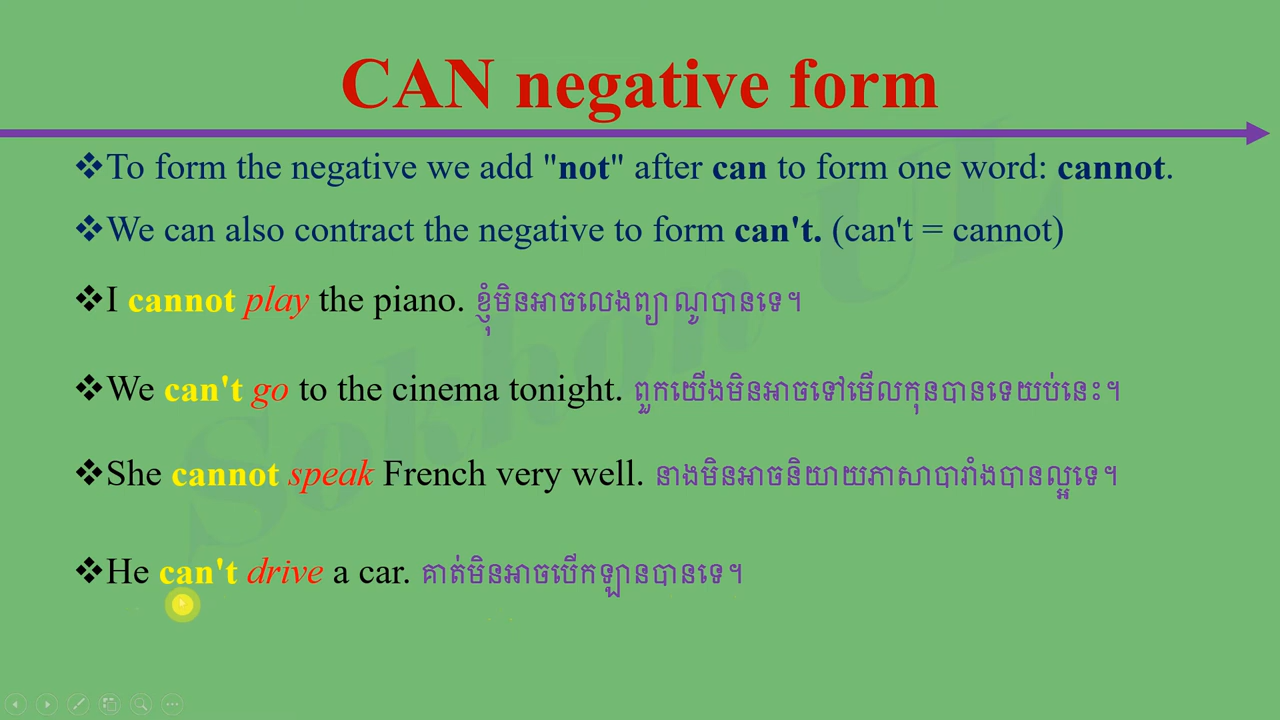 CAN negative form
❖To form the negative we add "not" after can to form one word: cannot.
❖We can also contract the negative to form can't. (can't = cannot)
❖I cannot play the piano. ខ្ញុំមិនអាចលេងព្យាណូបានទេ។
❖We can't go to the cinema tonight. ពួកយើងមិនអាចទៅមើលកុនបានទេយប់នេះ។
❖She cannot speak French very well. នាងមិនអាចនិយាយភាសាបារាំងបានល្អទេ។
❖He can't drive a car. គាត់មិនអាចបើកឡានបានទេ។
Sokhon UL